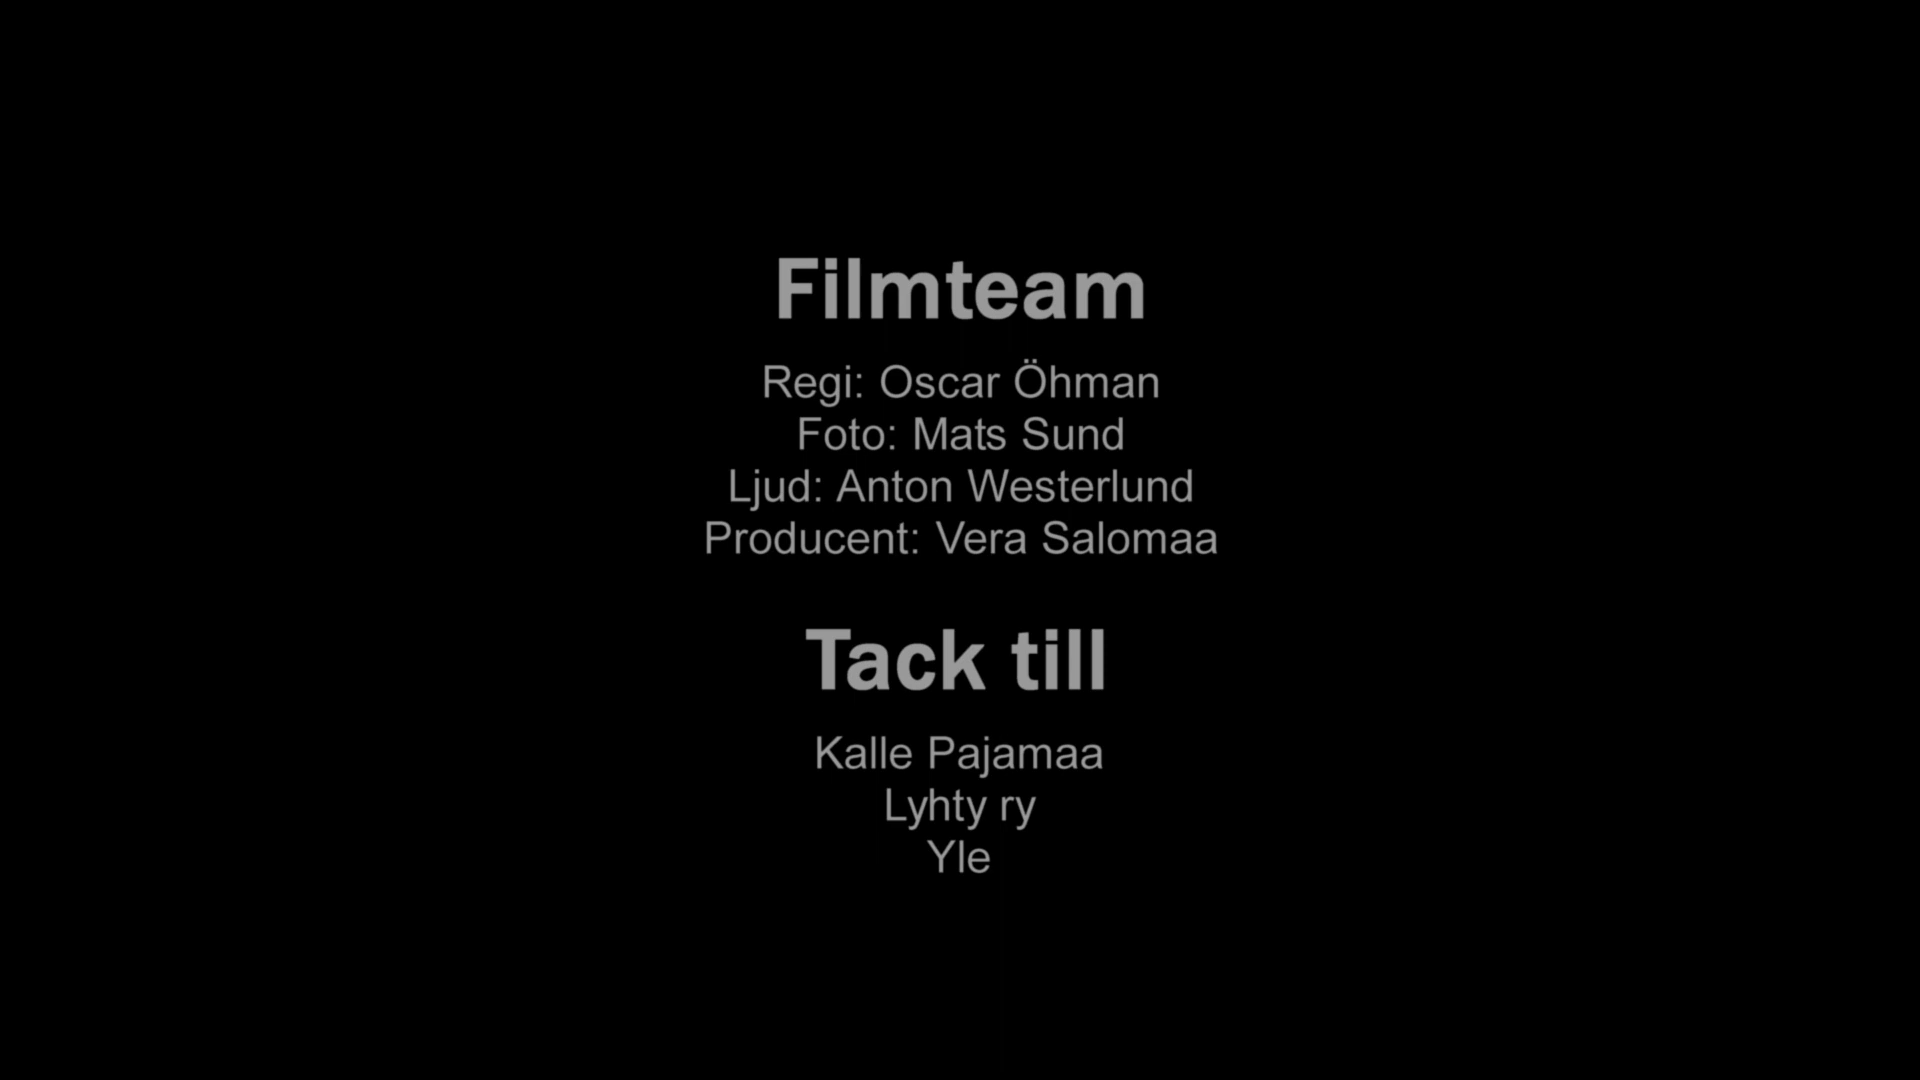 Filmteam
Regi: Oscar Öhman
Foto: Mats Sund
Ljud: Anton Westerlund
Producent: Vera Salomaa
Tack till
Kalle Pajamaa
Lyhty ry
Yle